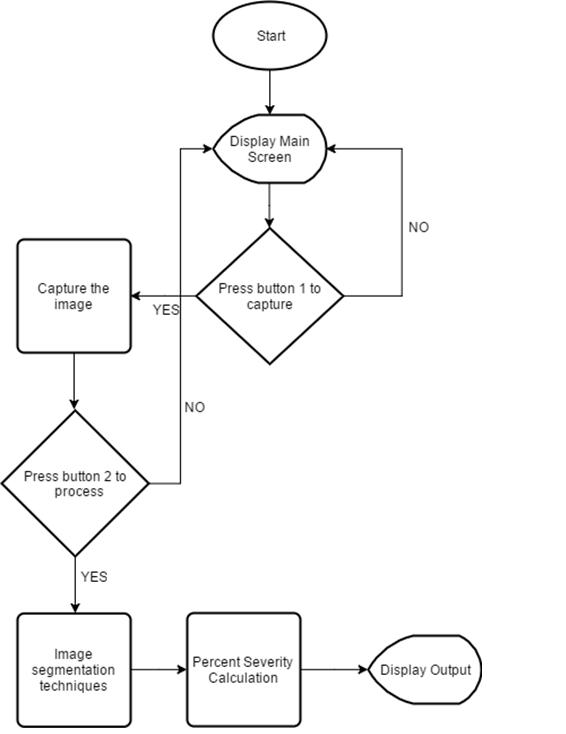 Start
Display Main
Screen
NO
Press button 1 to
capture
YES
Capture the
image
NO
Press button 2 to
process
YES
Image
segmentation
techniques
Percent Severity
Calculation
Display Output